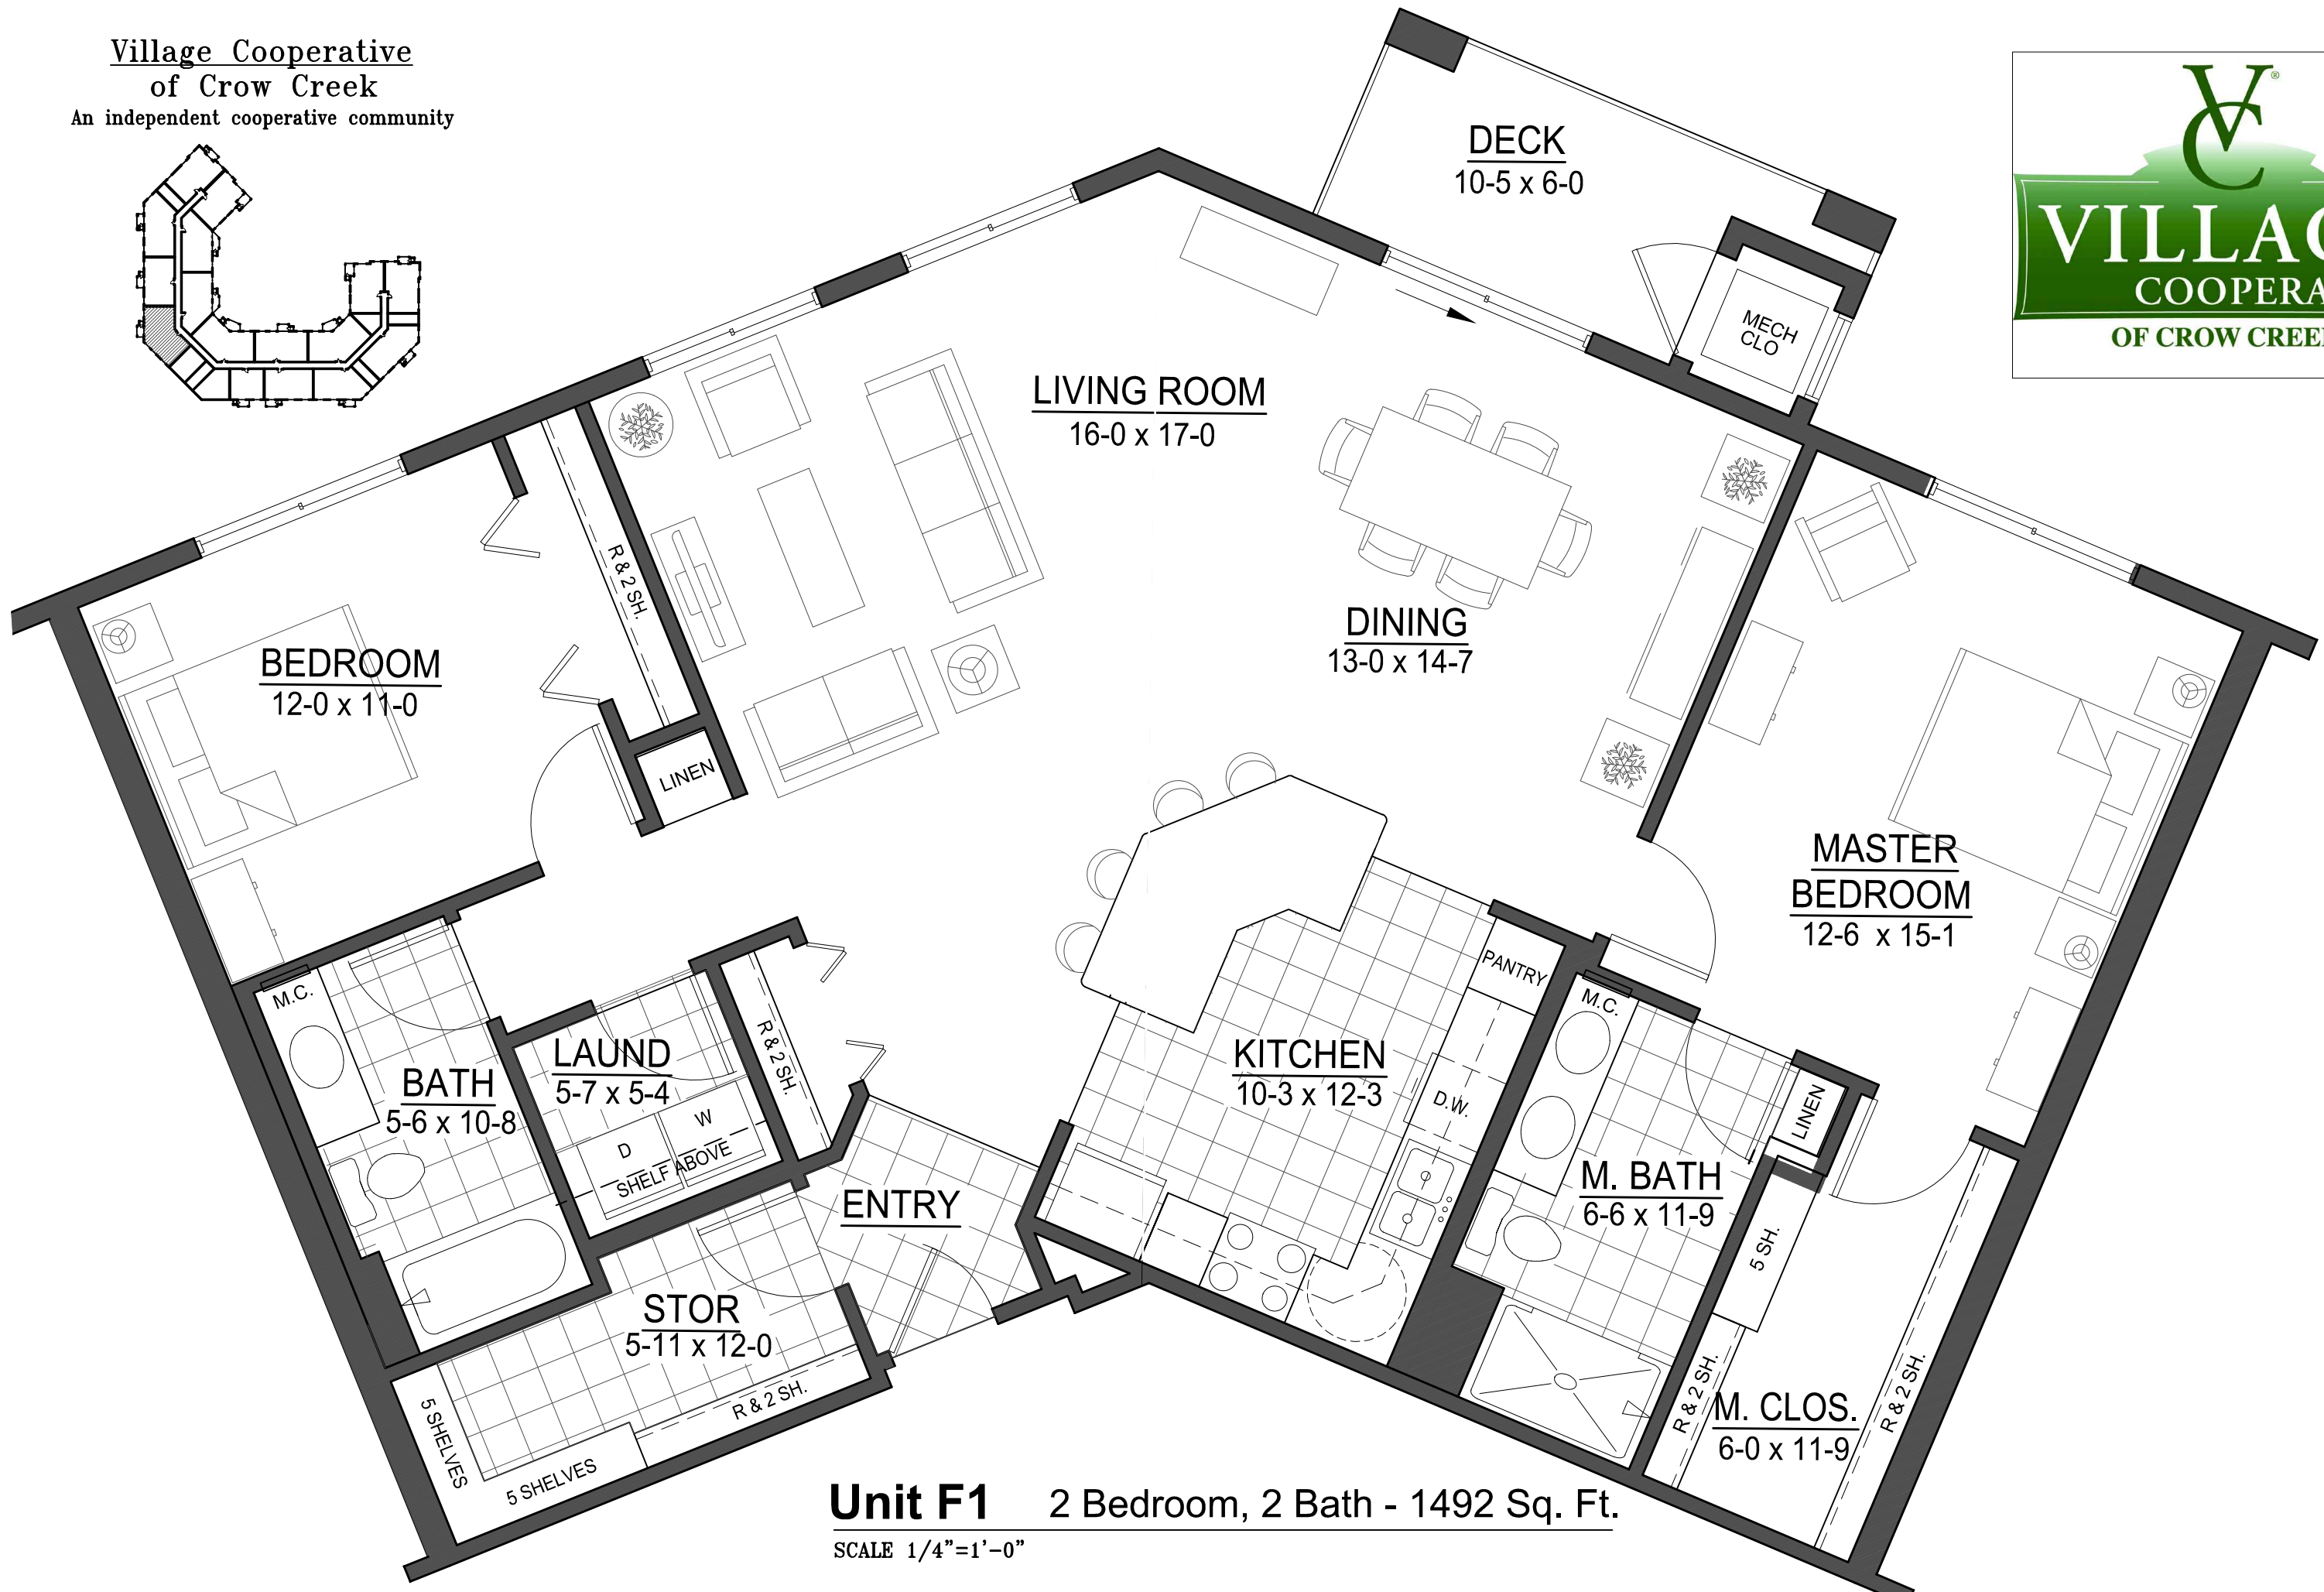 Village Cooperative
of Crow Creek
An independent cooperative community
VC®
VILLAG
COOPERA
OF CROW CREE
DECK
10-5 x 6-0
MECH
CLO
LIVING ROOM
16-0 x 17-0
R & 2 SH.
BEDROOM
12-0 x 11-0
DINING
13-0 x 14-7
LINEN
MASTER
BEDROOM
12-6 x 15-1
PANTRY
M.C.
M.C.
LAUND
5-7 x 5-4
R & 2 SH.
KITCHEN
10-3 x 12-3
BATH
5-6 x 10-8
D.W.
LINEN
D
W
SHELF ABOVE
M. BATH
6-6 x 11-9
ENTRY
5 SH.
STOR
5-11 x 12-0
R & 2 SH.
5 SHELVES
5 SHELVES
R & 2 SH.
M. CLOS.
6-0 x 11-9
R & 2 SH.
Unit F1 2 Bedroom, 2 Bath - 1492 Sq. Ft.
SCALE 1/4"=1'-0"